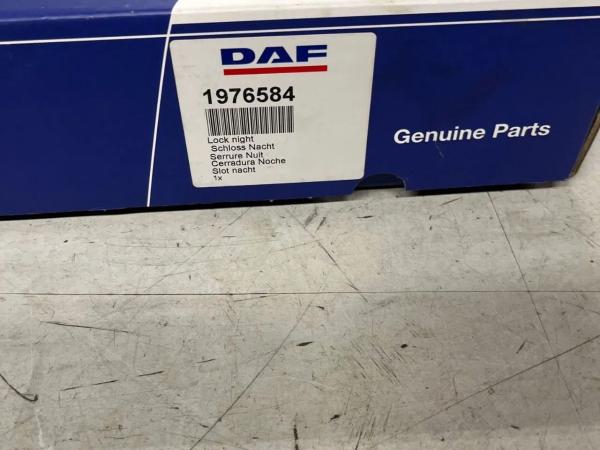 DAF
1976584
Lock night
Schloss Nacht
Serrure Nuit
Cerradura Noche
Slot nacht
1x
Genuine Parts